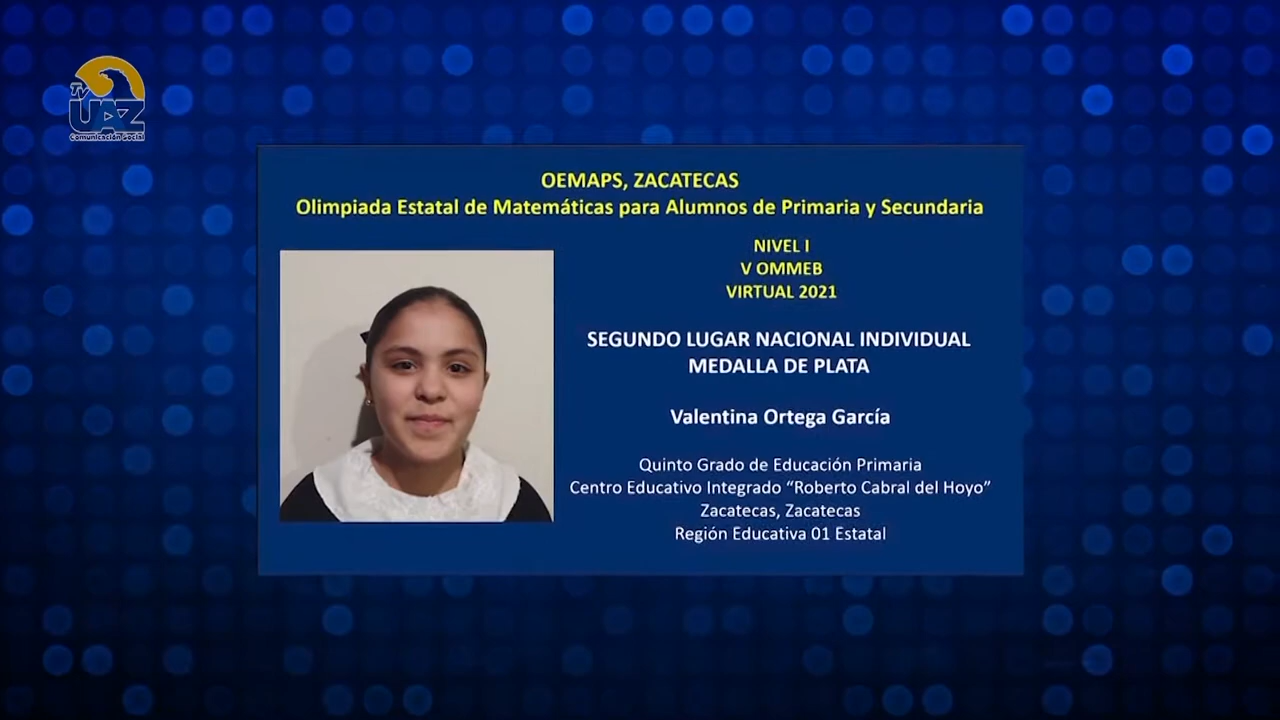 TV
UAZ
Comunicación Social
OEMAPS, ZACATECAS
Olimpiada Estatal de Matemáticas para Alumnos de Primaria y Secundaria
NIVEL I
V OMMEB
VIRTUAL 2021
SEGUNDO LUGAR NACIONAL INDIVIDUAL
MEDALLA DE PLATA
Valentina Ortega García
Quinto Grado de Educación Primaria
Centro Educativo Integrado “Roberto Cabral del Hoyo”
Zacatecas, Zacatecas
Región Educativa 01 Estatal